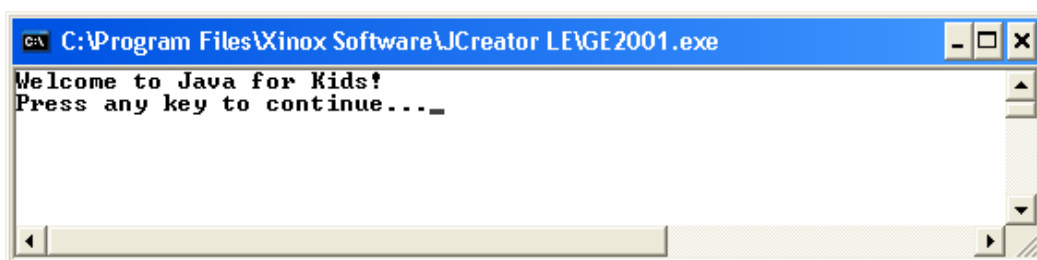 C:\Program Files\Xinox Software\JCreator LE\GE2001.exe
Welcome to Java for Kids!
Press any key to continue..._